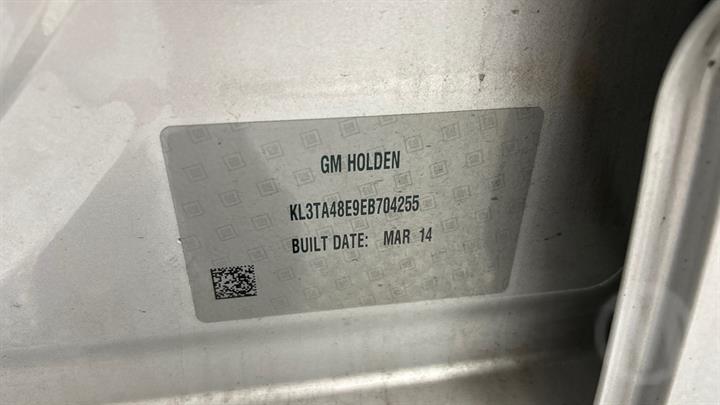 GM HOLDEN
KL3TA48E9EB704255
BUILT DATE: MAR 14